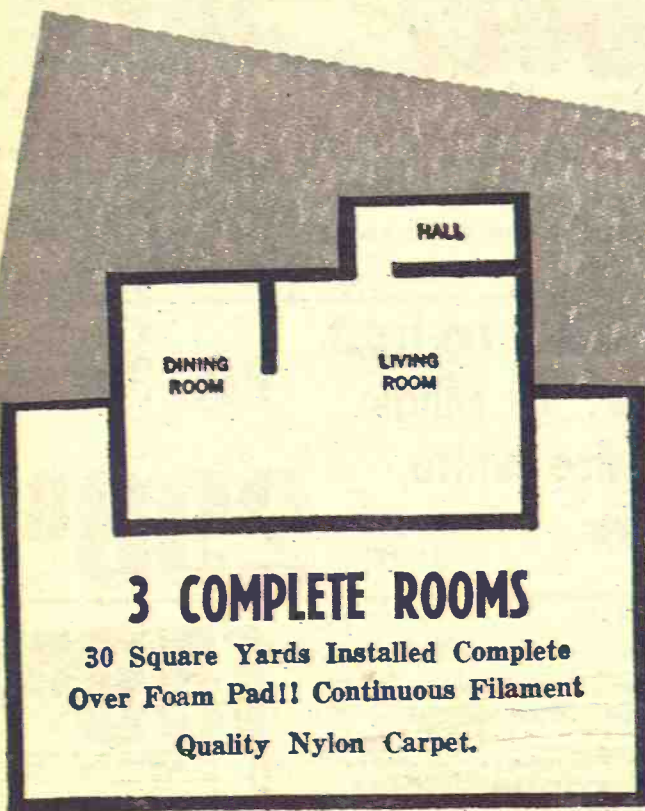 HALL
DINING
ROOM
LIVING
ROOM
3 COMPLETE ROOMS
30 Square Yards Installed Complete
Over Foam Pad!! Continuous Filament
Quality Nylon Carpet.